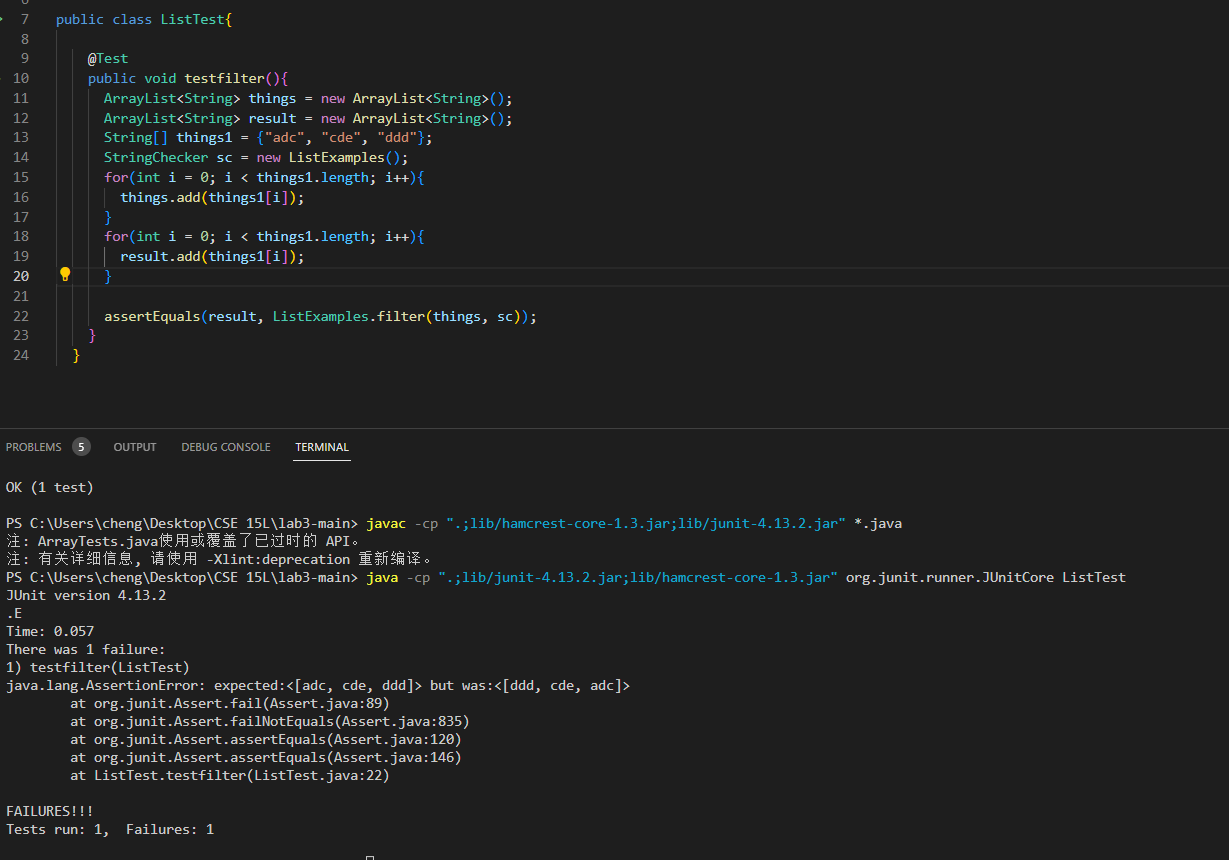 7 public class ListTest{
8
9 @Test
10 public void testfilter(){
11 ArrayList<String> things = new ArrayList<String>();
12 ArrayList<String> result = new ArrayList<String>();
13 String[] things1 = {"adc", "cde", "ddd"};
14 StringChecker sc = new ListExamples();
15 for(int i = 0; i < things1.length; i++){
16 things.add(things1[i]);
17 }
18 for(int i = 0; i < things1.length; i++){
19 result.add(things1[i]);
20 }
21
22 assertEquals(result, ListExamples.filter(things, sc));
23 }
24 }
PROBLEMS 5 OUTPUT DEBUG CONSOLE TERMINAL
OK (1 test)
PS C:\Users\cheng\Desktop\CSE 15L\lab3-main> javac -cp ".;lib/hamcrest-core-1.3.jar;lib/junit-4.13.2.jar" *.java
注: ArrayTests.java使用或覆盖了已过时的 API。
注: 有关详细信息, 请使用 -Xlint:deprecation 重新编译。
PS C:\Users\cheng\Desktop\CSE 15L\lab3-main> java -cp ".;lib/junit-4.13.2.jar;lib/hamcrest-core-1.3.jar" org.junit.runner.JUnitCore ListTest
JUnit version 4.13.2
.E
Time: 0.057
There was 1 failure:
1) testfilter(ListTest)
java.lang.AssertionError: expected:<[adc, cde, ddd]> but was:<[ddd, cde, adc]>
at org.junit.Assert.fail(Assert.java:89)
at org.junit.Assert.failNotEquals(Assert.java:835)
at org.junit.Assert.assertEquals(Assert.java:120)
at org.junit.Assert.assertEquals(Assert.java:146)
at ListTest.testfilter(ListTest.java:22)
FAILURES!!!
Tests run: 1,  Failures: 1